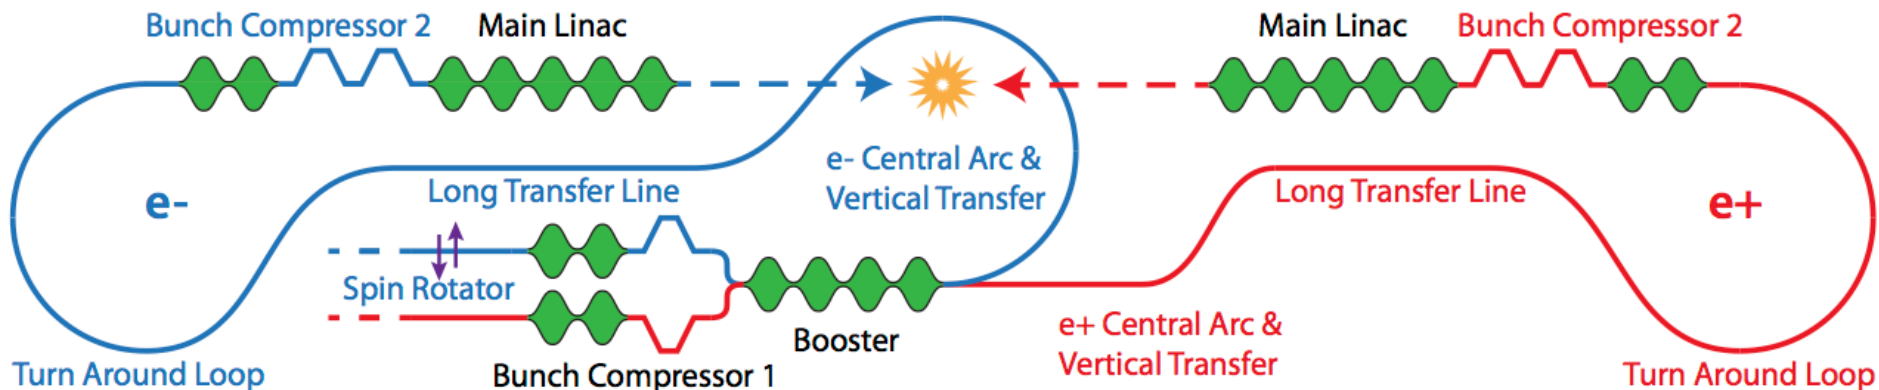 Bunch Compressor 2
Main Linac
Main Linac
Bunch Compressor 2
e-
Long Transfer Line
e- Central Arc &
Vertical Transfer
Long Transfer Line
e+
Spin Rotator
Booster
e+ Central Arc &
Vertical Transfer
Turn Around Loop
Bunch Compressor 1
Turn Around Loop